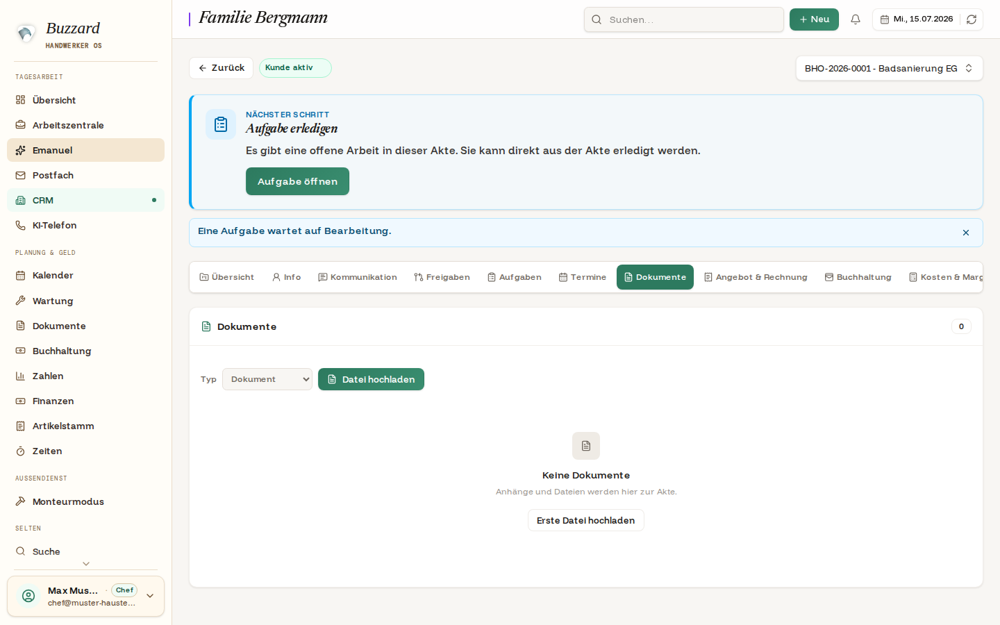 Buzzard
HANDWERKER OS
TAGESARBEIT
Übersicht
Arbeitszentrale
Emanuel
Postfach
CRM
KI-Telefon
PLANUNG & GELD
Kalender
Wartung
Dokumente
Buchhaltung
Zahlen
Finanzen
Artikelstamm
Zeiten
AUSSENDIENST
Monteurmodus
SELTEN
Suche
Max Mus... · Chef
chef@muster-hauste...
Familie Bergmann
Suchen...
Neu
Mi., 15.07.2026
Zurück
Kunde aktiv
BHO-2026-0001 - Badsanierung EG
NÄCHSTER SCHRITT
Aufgabe erledigen
Es gibt eine offene Arbeit in dieser Akte. Sie kann direkt aus der Akte erledigt werden.
Aufgabe öffnen
Eine Aufgabe wartet auf Bearbeitung.
Übersicht Info Kommunikation Freigaben Aufgaben Termine Dokumente Angebot & Rechnung Buchhaltung Kosten & Marg
Dokumente 0
Typ Dokument Datei hochladen
Keine Dokumente
Anhänge und Dateien werden hier zur Akte.
Erste Datei hochladen